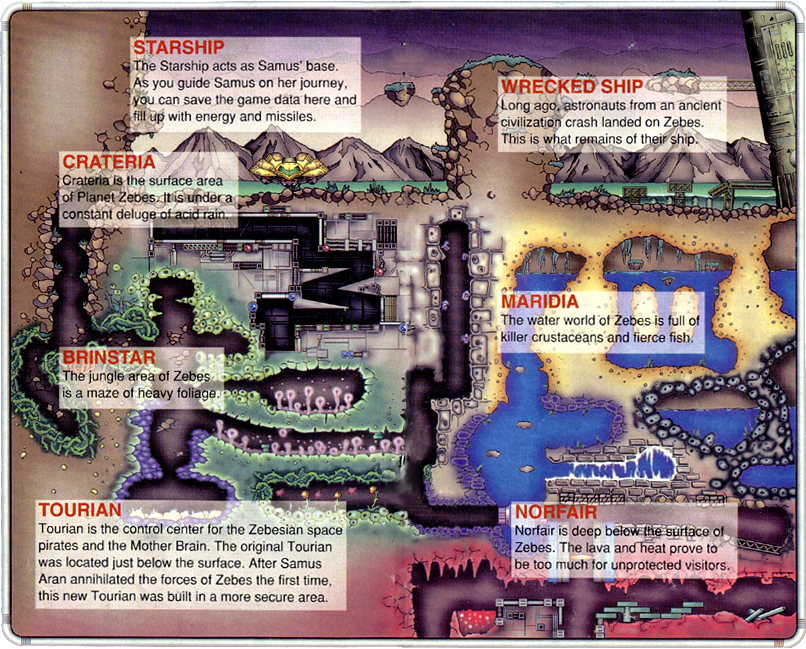 STARSHIP
The Starship acts as Samus' base.
As you guide Samus on her journey,
you can save the game data here and
fill up with energy and missiles.
WRECKED SHIP
Long ago, astronauts from an ancient
civilization crash landed on Zebes.
This is what remains of their ship.
CRATERIA
Crateria is the surface area
of Planet Zebes. It is under a
constant deluge of acid rain.
MARIDIA
The water world of Zebes is full of
killer crustaceans and fierce fish.
BRINSTAR
The jungle area of Zebes
is a maze of heavy foliage.
TOURIAN
Tourian is the control center for the Zebesian space
pirates and the Mother Brain. The original Tourian
was located just below the surface. After Samus
Aran annihilated the forces of Zebes the first time,
this new Tourian was built in a more secure area.
NORFAIR
Norfair is deep below the surface of
Zebes. The lava and heat prove to
be too much for unprotected visitors.